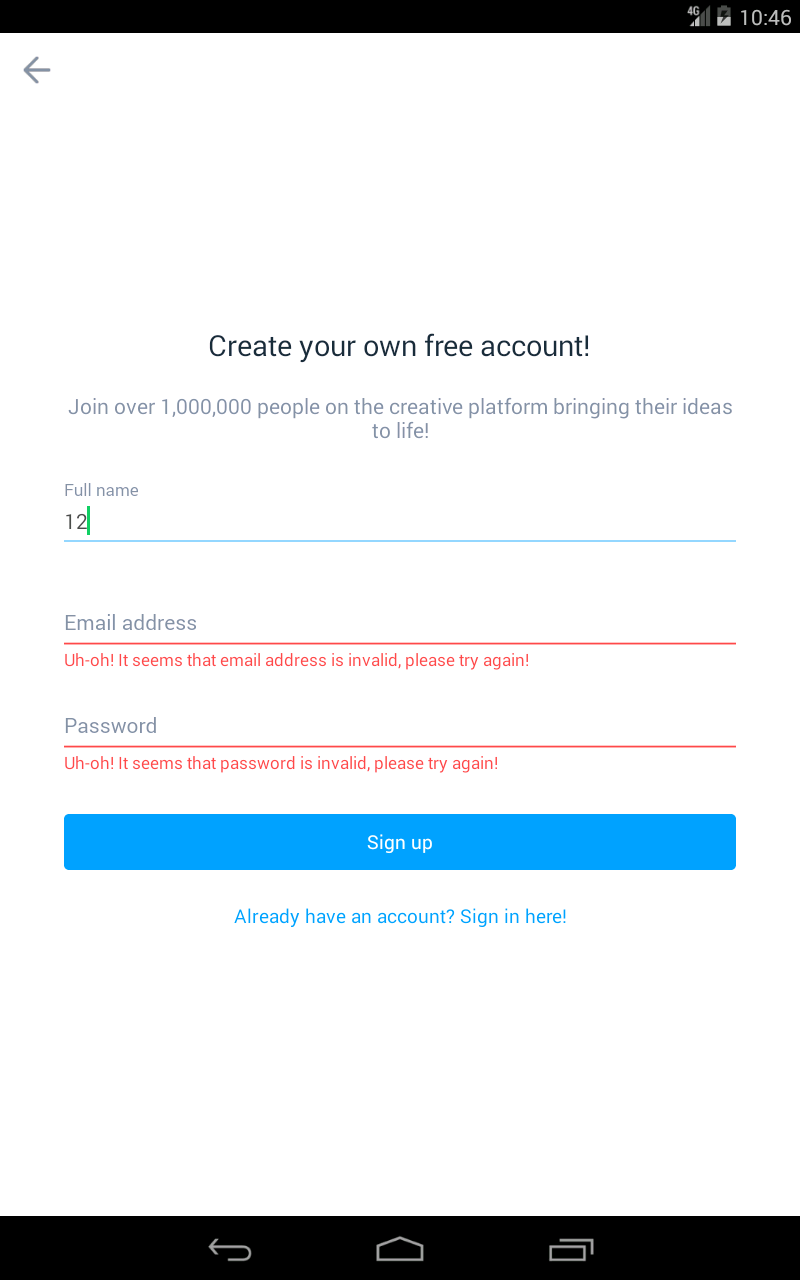 4G 10:46
Create your own free account!
Join over 1,000,000 people on the creative platform bringing their ideas
to life!
Full name
12
Email address
Uh-oh! It seems that email address is invalid, please try again!
Password
Uh-oh! It seems that password is invalid, please try again!
Sign up
Already have an account? Sign in here!